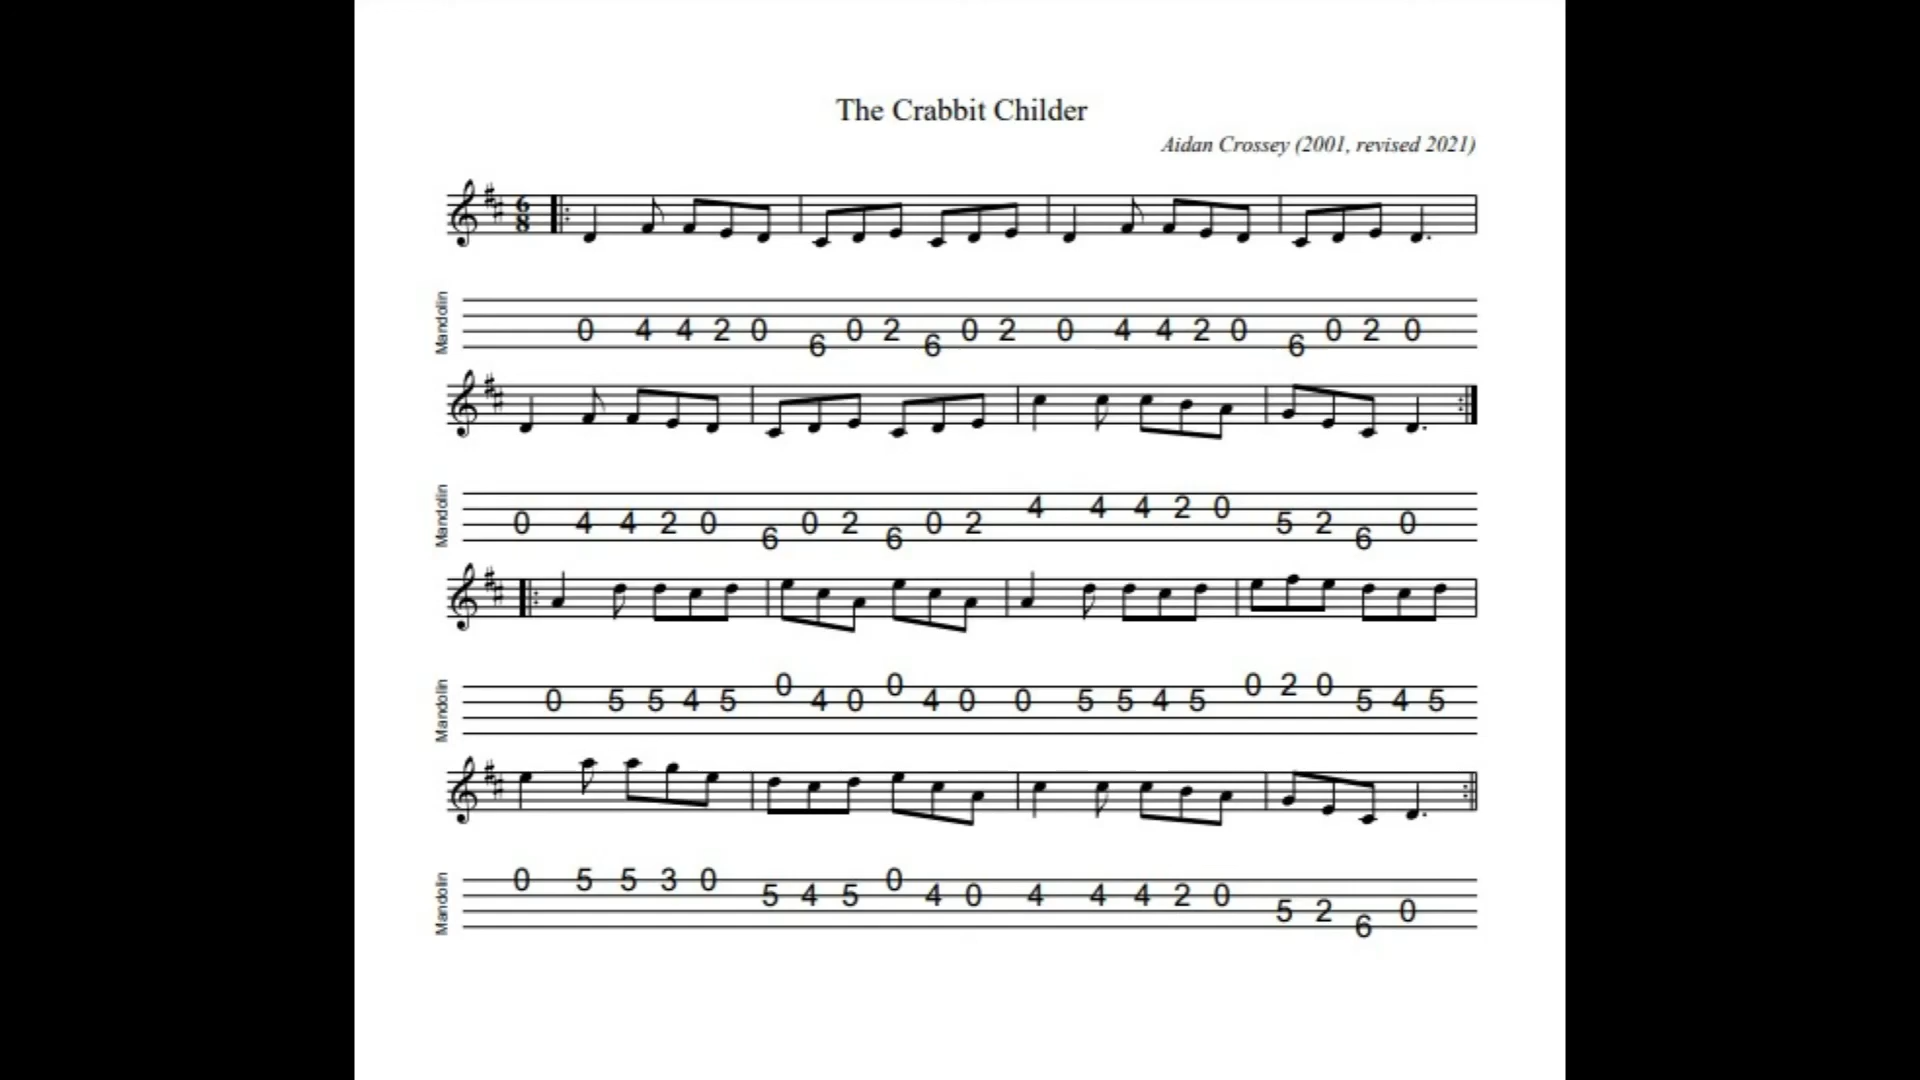 The Crabbit Childer
Aidan Crossey (2001, revised 2021)
6
8
Mandolin
0 4 4 2 0 6 0 2 6 0 2 0 4 4 2 0 6 0 2 0
Mandolin
0 4 4 2 0 6 0 2 6 0 2 4 4 4 2 0 5 2 6 0
Mandolin
0 5 5 4 5 0 4 0 0 4 0 0 5 5 4 5 0 2 0 5 4 5
Mandolin
0 5 5 3 0 5 4 5 0 4 0 4 4 4 2 0 5 2 6 0